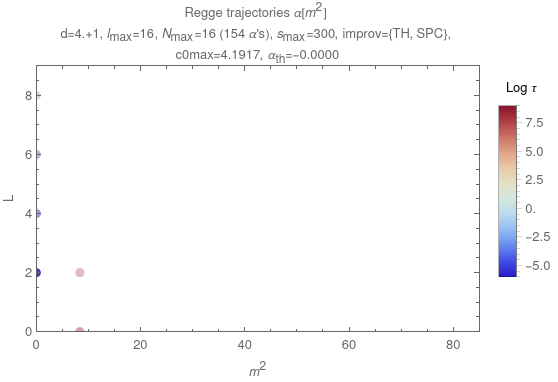 Regge trajectories α[m²]
d=4.+1, lmax=16, Nmax=16 (154 α's), smax=300, improv={TH, SPC},
c0max=4.1917, αth=-0.0000
Log τ
8
6
4
2
0
L
0 20 40 60 80
m²
7.5
5.0
2.5
0.
-2.5
-5.0